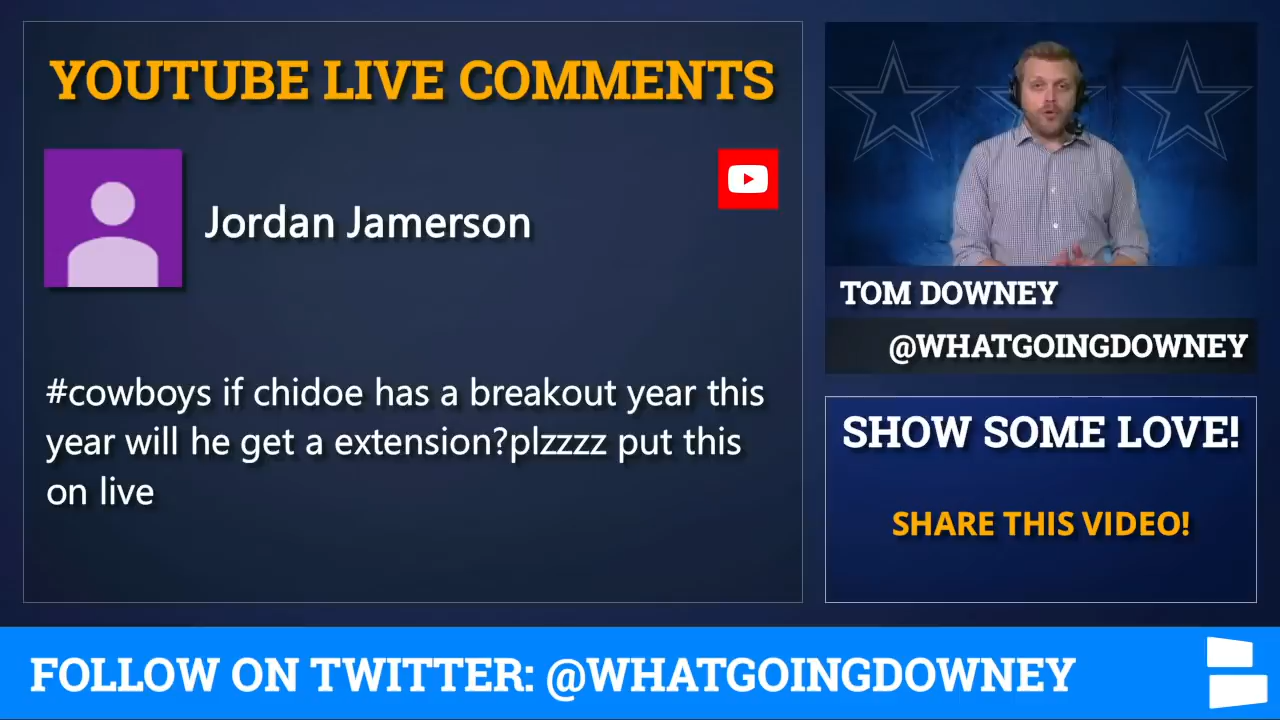 YOUTUBE LIVE COMMENTS
Jordan Jamerson
#cowboys if chidoe has a breakout year this
year will he get a extension?plzzzz put this
on live
TOM DOWNEY
@WHATGOINGDOWNEY
SHOW SOME LOVE!
SHARE THIS VIDEO!
FOLLOW ON TWITTER: @WHATGOINGDOWNEY